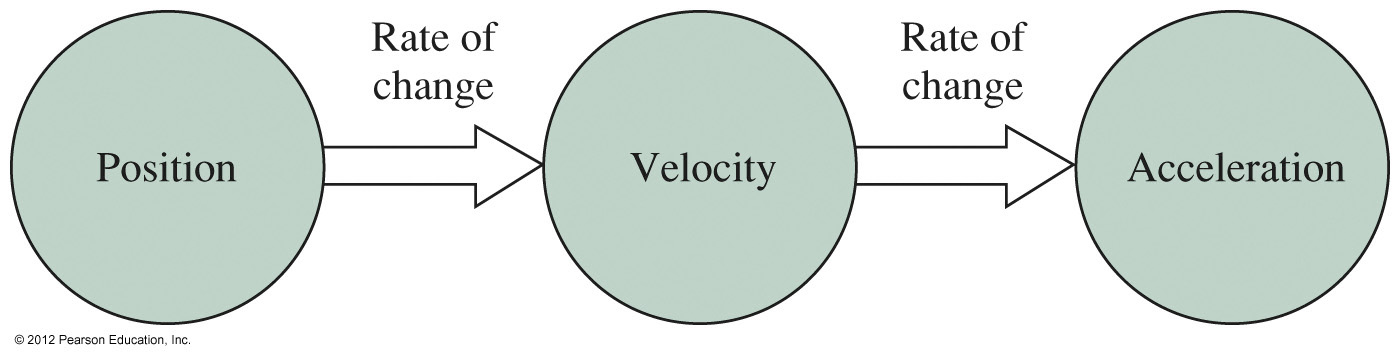 Rate of
change
Rate of
change
Position
Velocity
Acceleration
© 2012 Pearson Education, Inc.